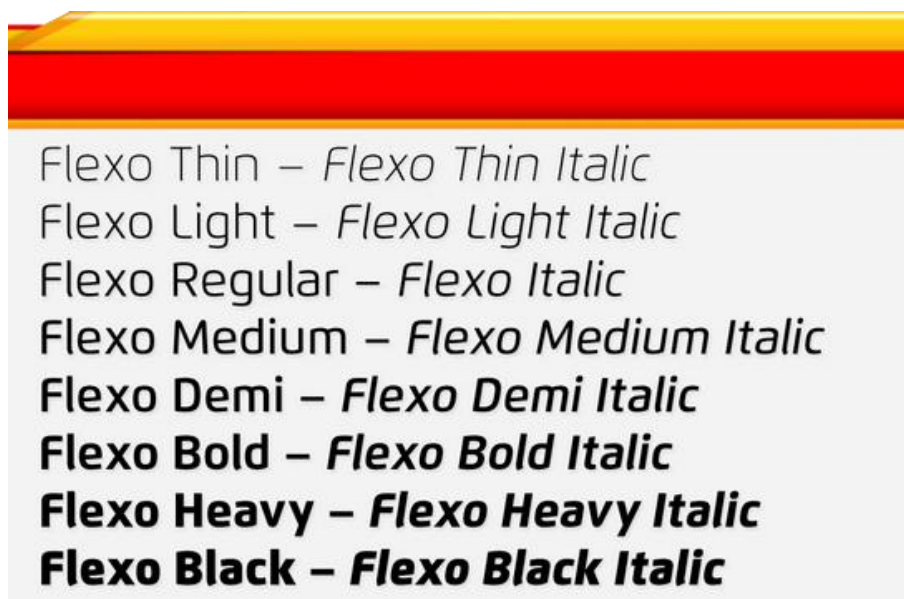 Flexo Thin – Flexo Thin Italic
Flexo Light – Flexo Light Italic
Flexo Regular – Flexo Italic
Flexo Medium – Flexo Medium Italic
Flexo Demi – Flexo Demi Italic
Flexo Bold – Flexo Bold Italic
Flexo Heavy – Flexo Heavy Italic
Flexo Black – Flexo Black Italic